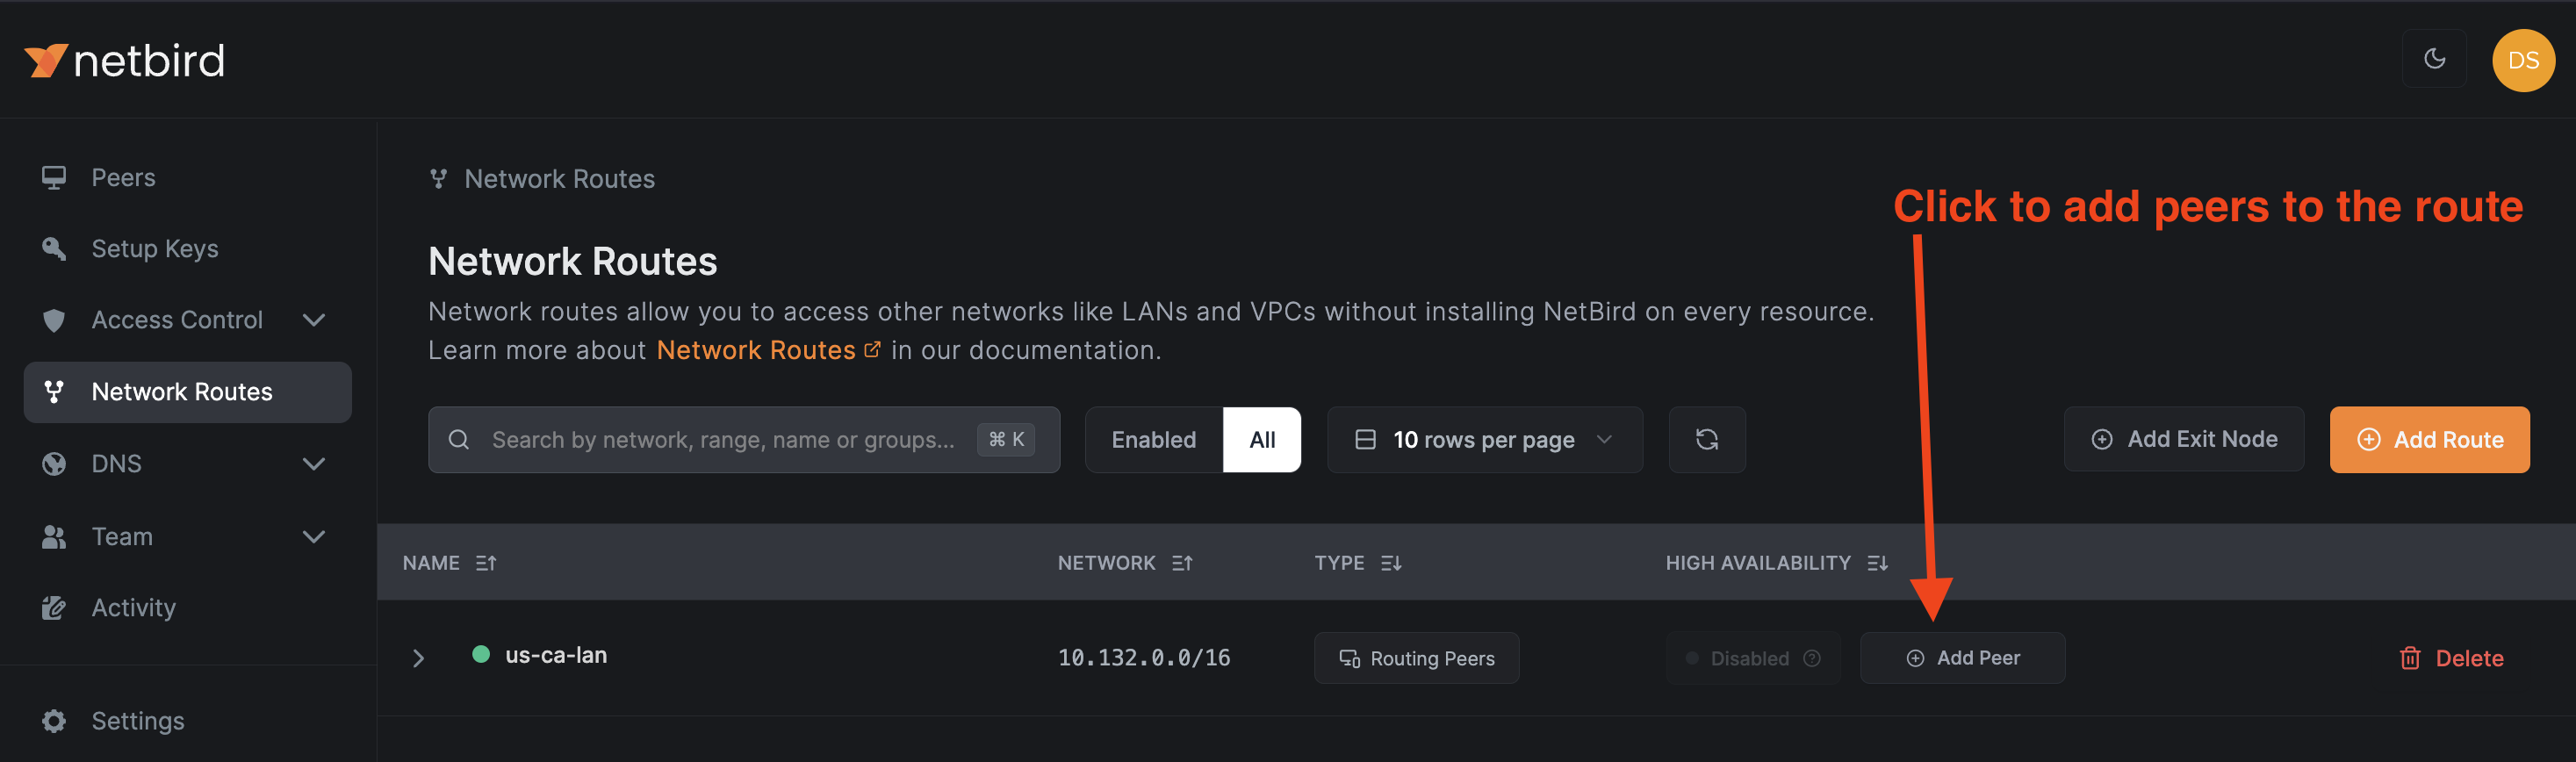 netbird
DS
Peers
Setup Keys
Access Control
Network Routes
DNS
Team
Activity
Settings
Network Routes
Click to add peers to the route
Network Routes
Network routes allow you to access other networks like LANs and VPCs without installing NetBird on every resource.
Learn more about Network Routes in our documentation.
Search by network, range, name or groups... ⌘ K Enabled All 10 rows per page Add Exit Node Add Route
NAME NETWORK TYPE HIGH AVAILABILITY
us-ca-lan 10.132.0.0/16 Routing Peers Disabled Add Peer Delete